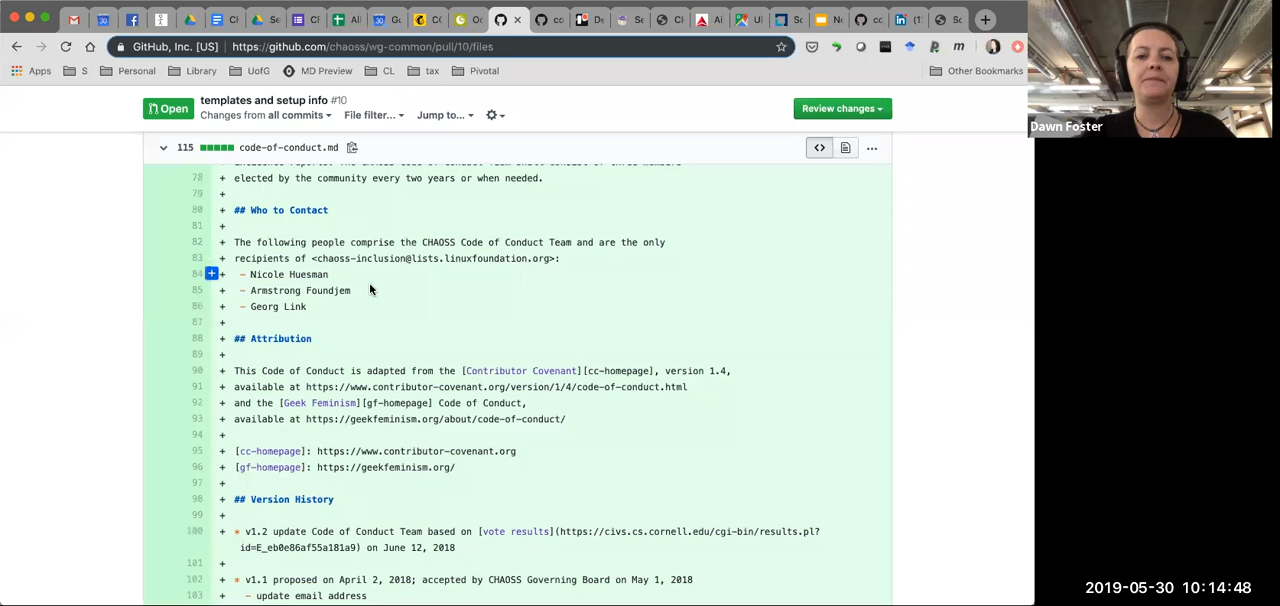 GitHub, Inc. [US] | https://github.com/chaoss/wg-common/pull/10/files
Apps S Personal Library UofG MD Preview CL tax Pivotal Other Bookmarks
Open templates and setup info #10
Changes from all commits File filter... Jump to... Review changes
Dawn Foster
115 code-of-conduct.md
78 + elected by the community every two years or when needed.
79 +
80 + ## Who to Contact
81 +
82 + The following people comprise the CHAOSS Code of Conduct Team and are the only
83 + recipients of <chaoss-inclusion@lists.linuxfoundation.org>:
84 + - Nicole Huesman
85 + - Armstrong Foundjem
86 + - Georg Link
87 +
88 + ## Attribution
89 +
90 + This Code of Conduct is adapted from the [Contributor Covenant][cc-homepage], version 1.4,
91 + available at https://www.contributor-covenant.org/version/1/4/code-of-conduct.html
92 + and the [Geek Feminism][gf-homepage] Code of Conduct,
93 + available at https://geekfeminism.org/about/code-of-conduct/
94 +
95 + [cc-homepage]: https://www.contributor-covenant.org
96 + [gf-homepage]: https://geekfeminism.org/
97 +
98 + ## Version History
99 +
100 + * v1.2 update Code of Conduct Team based on [vote results](https://civs.cs.cornell.edu/cgi-bin/results.pl?
id=E_eb0e86af55a181a9) on June 12, 2018
101 +
102 + * v1.1 proposed on April 2, 2018; accepted by CHAOSS Governing Board on May 1, 2018
103 + - update email address
2019-05-30 10:14:48